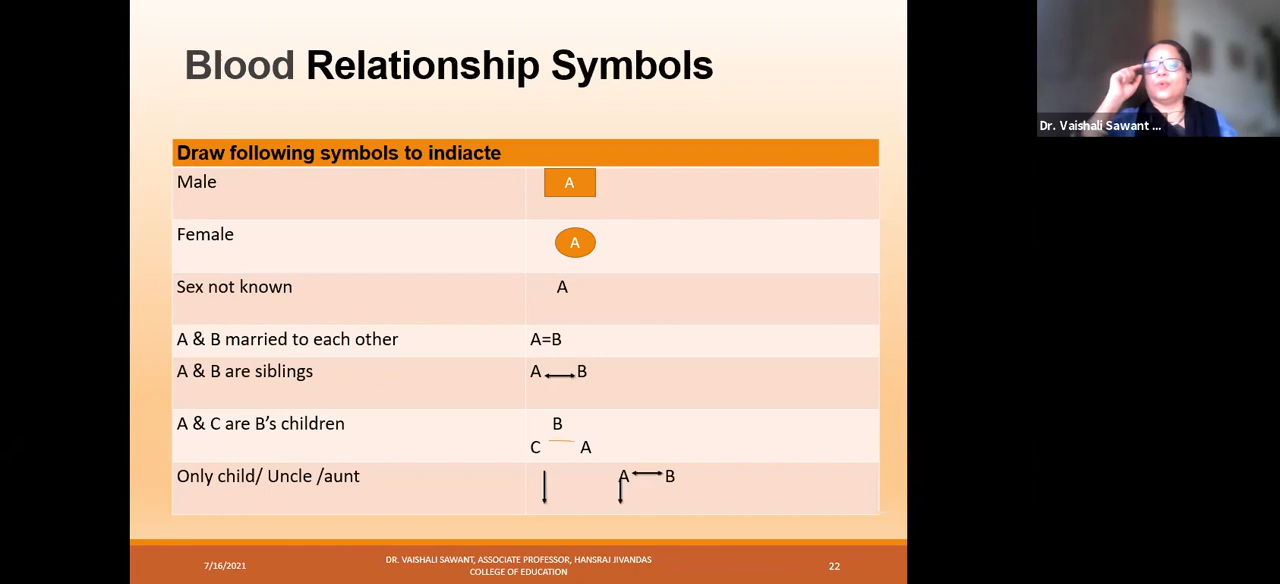 Blood Relationship Symbols
Dr. Vaishali Sawant ...
Draw following symbols to indiacte
Male A
Female A
Sex not known A
A & B married to each other A=B
A & B are siblings A B
A & C are B's children B
C A
Only child/ Uncle /aunt A B
7/16/2021
DR. VAISHALI SAWANT, ASSOCIATE PROFESSOR, HANSRAJ JIVANDAS
COLLEGE OF EDUCATION
22